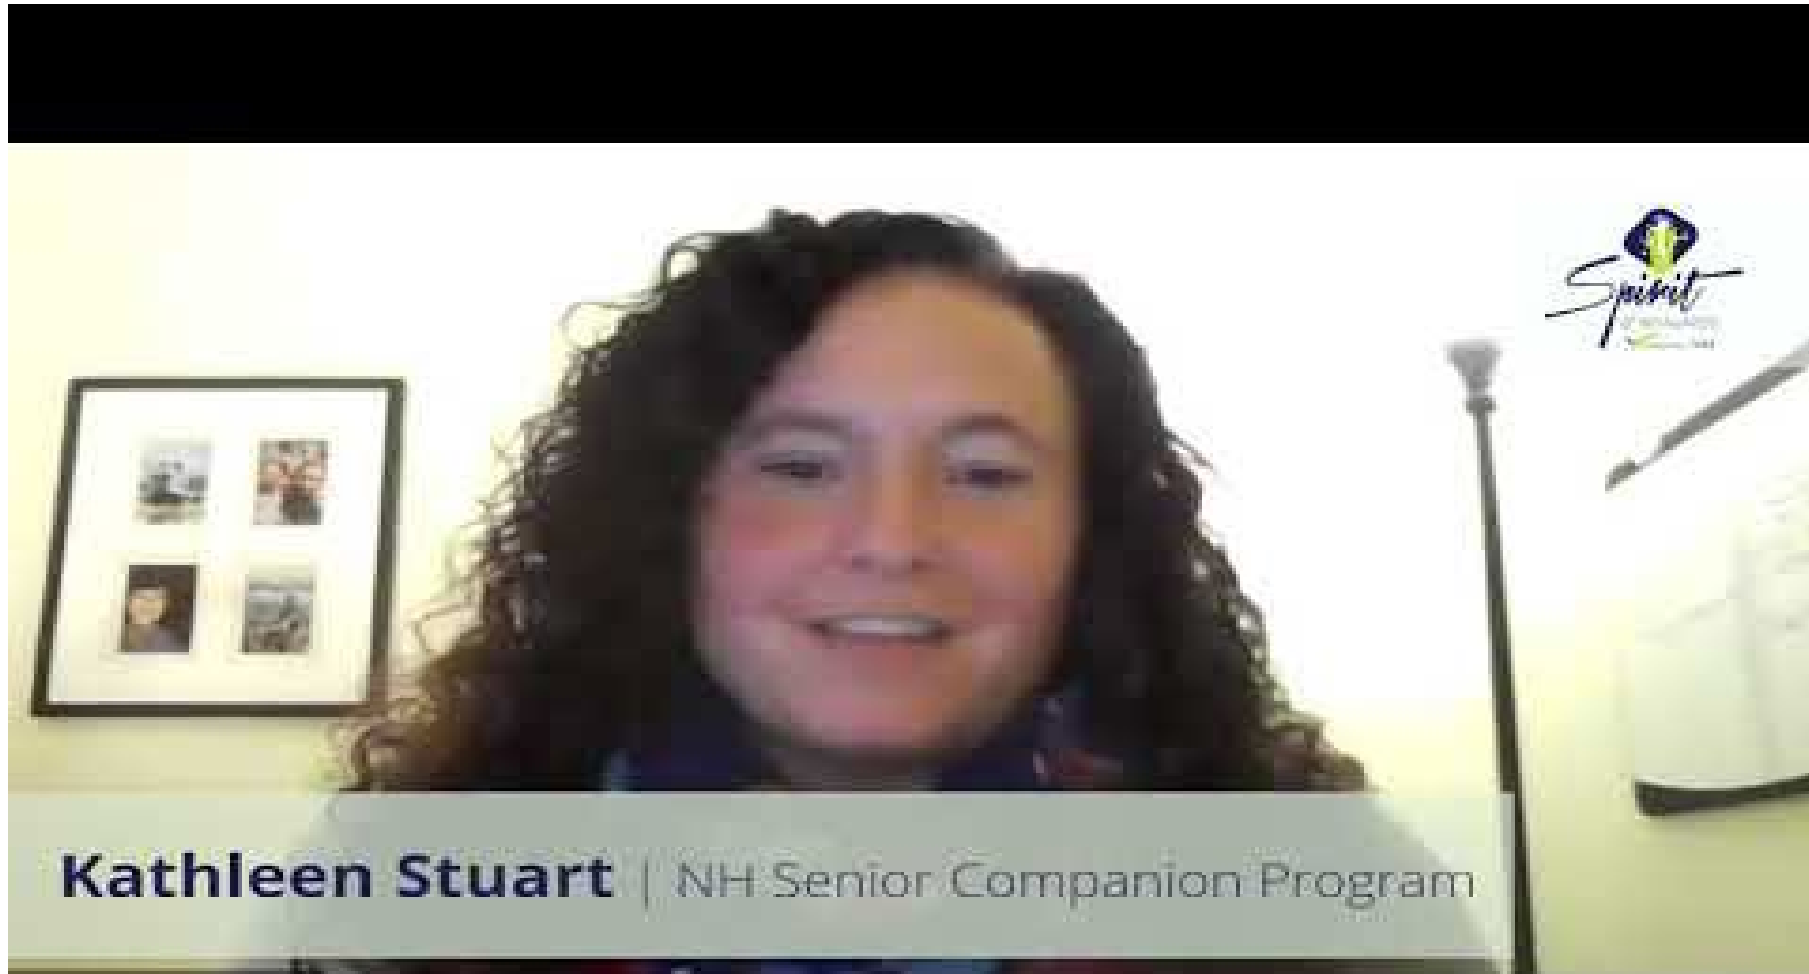 Spirit
Kathleen Stuart | NH Senior Companion Program